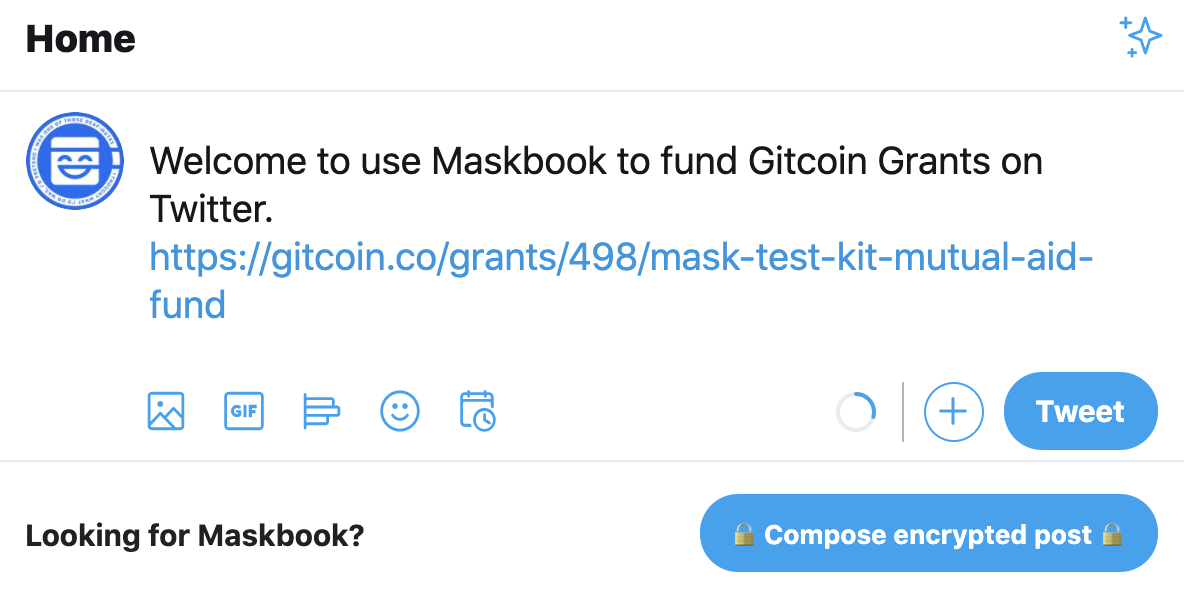 Home
Welcome to use Maskbook to fund Gitcoin Grants on
Twitter.
https://gitcoin.co/grants/498/mask-test-kit-mutual-aid-
fund
GIF
Tweet
Looking for Maskbook?
🔒 Compose encrypted post 🔒